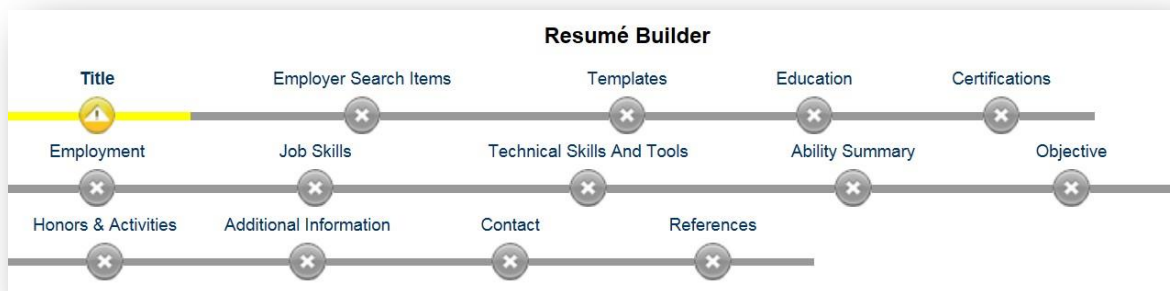 Resumé Builder
Title Employer Search Items Templates Education Certifications
Employment Job Skills Technical Skills And Tools Ability Summary Objective
Honors & Activities Additional Information Contact References